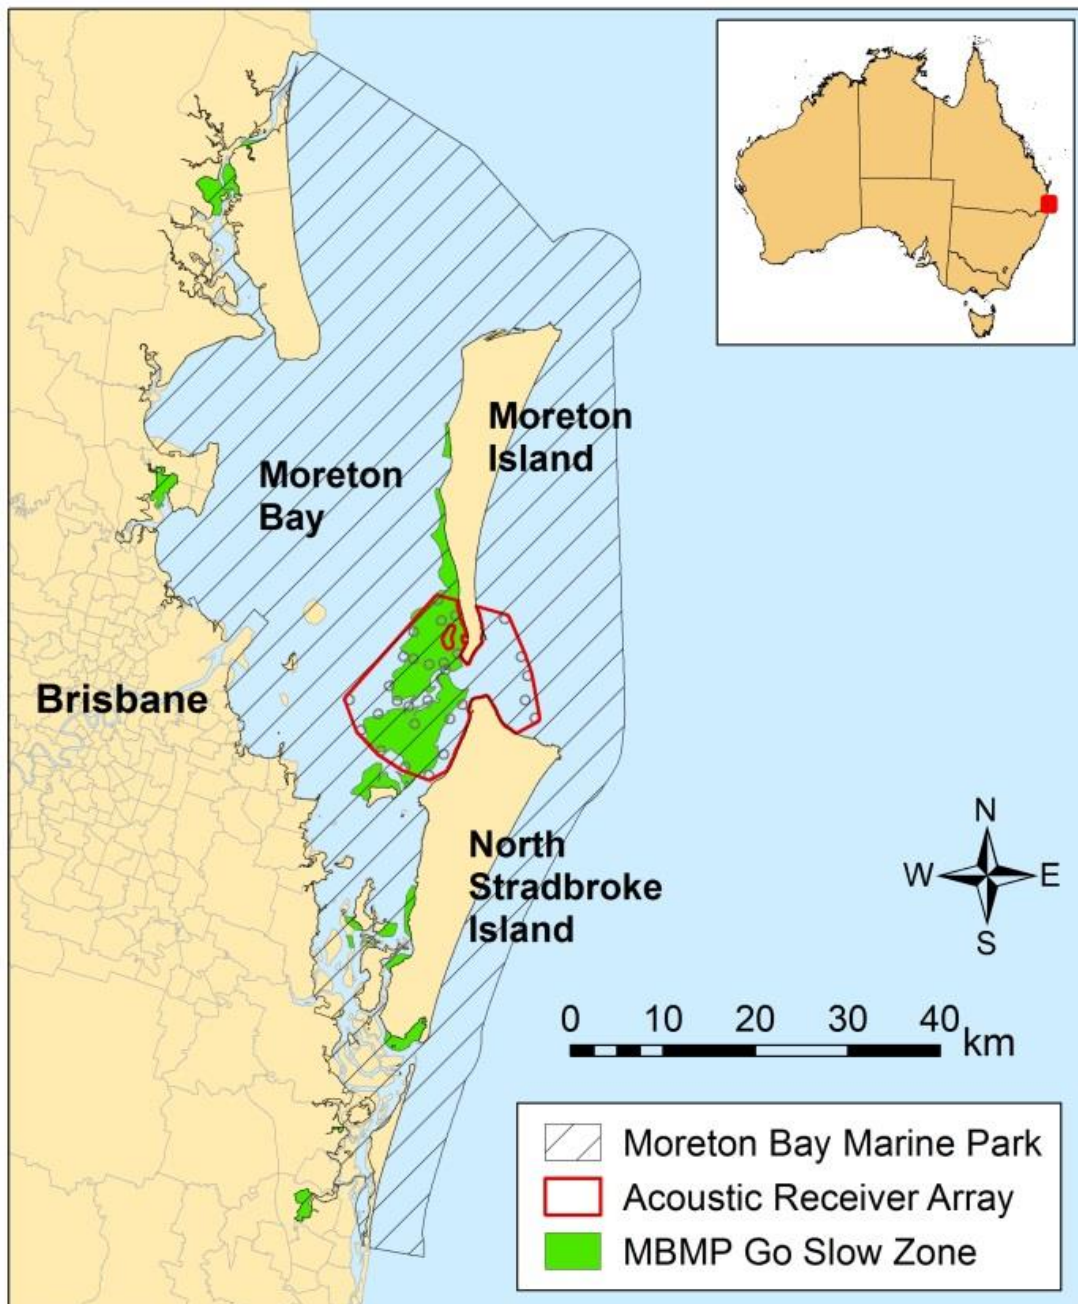 Moreton
Island
Moreton
Bay
Brisbane
North
Stradbroke
Island
N
W E
S
0 10 20 30 40 km
Moreton Bay Marine Park
Acoustic Receiver Array
MBMP Go Slow Zone